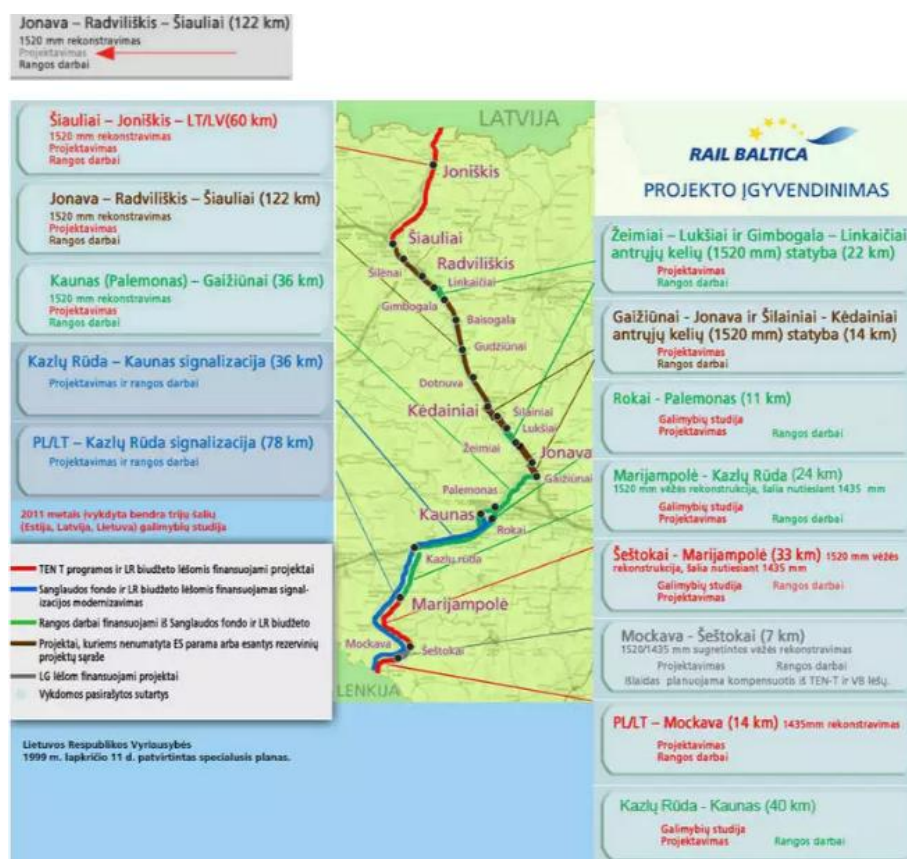 Jonava – Radviliškis – Šiauliai (122 km)
1520 mm rekonstravimas
Projektavimas
Rangos darbai
Šiauliai – Joniškis – LT/LV(60 km)
1520 mm rekonstravimas
Projektavimas
Rangos darbai
Jonava – Radviliškis – Šiauliai (122 km)
1520 mm rekonstravimas
Projektavimas
Rangos darbai
Kaunas (Palemonas) – Gaižiūnai (36 km)
1520 mm rekonstravimas
Projektavimas
Rangos darbai
Kazlų Rūda – Kaunas signalizacija (36 km)
Projektavimas ir rangos darbai
PL/LT – Kazlų Rūda signalizacija (78 km)
Projektavimas ir rangos darbai
2011 metais įvykdyta bendra trijų šalių
(Estija, Latvija, Lietuva) galimybių studija
TEN T programos ir LR biudžeto lėšomis finansuojami projektai
Sanglaudos fondo ir LR biudžeto lėšomis finansuojamas signal-
izacijos modernizavimas
Rangos darbai finansuojami iš Sanglaudos fondo ir LR biudžeto
Projektai, kuriems nenumatyta ES parama arba esantys rezervinių
projektų sąraše
LG lėšom finansuojami projektai
Vykdomos pasirašytos sutartys
Lietuvos Respublikos Vyriausybės
1999 m. lapkričio 11 d. patvirtintas specialusis planas.
LATVIJA
Joniškis
Šiauliai
Šilėnai
Radviliškis
Linkaičiai
Gimbogala
Baisogala
Gudžiūnai
Dotnuva
Kėdainiai
Šilainiai
Lukšiai
Žeimiai
Jonava
Gaižiūnai
Palemonas
Kaunas
Rokai
Kazlų rūda
Marijampolė
Mockava
Šeštokai
LENKIJA
RAIL BALTICA
PROJEKTO ĮGYVENDINIMAS
Žeimiai – Lukšiai ir Gimbogala – Linkaičiai
antrųjų kelių (1520 mm) statyba (22 km)
Projektavimas
Rangos darbai
Gaižiūnai - Jonava ir Šilainiai - Kėdainiai
antrųjų kelių (1520 mm) statyba (14 km)
Projektavimas
Rangos darbai
Rokai - Palemonas (11 km)
Galimybių studija
Projektavimas Rangos darbai
Marijampolė - Kazlų Rūda (24 km)
1520 mm vėžės rekonstrukcija, šalia nutiesiant 1435 mm
Galimybių studija
Projektavimas Rangos darbai
Šeštokai - Marijampolė (33 km) 1520 mm vėžės
rekonstrukcija, šalia nutiesiant 1435 mm
Galimybių studija Rangos darbai
Projektavimas
Mockava - Šeštokai (7 km)
1520/1435 mm sugretintos vėžės rekonstravimas
Projektavimas Rangos darbai
Išlaidas planuojama kompensuotis iš TEN-T ir VB lėšų.
PL/LT – Mockava (14 km) 1435mm rekonstravimas
Projektavimas
Rangos darbai
Kazlų Rūda - Kaunas (40 km)
Galimybių studija
Projektavimas Rangos darbai